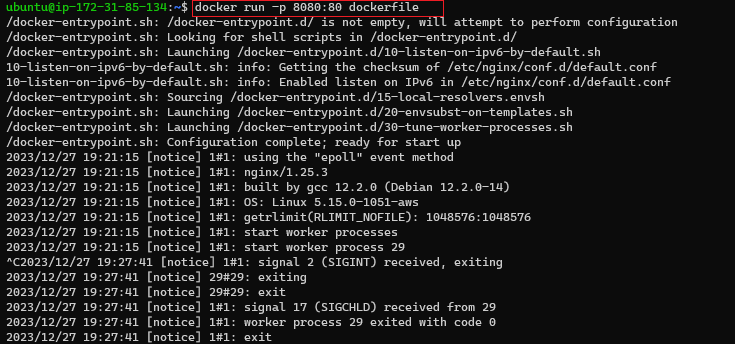 ubuntu@ip-172-31-85-134:~$ docker run -p 8080:80 dockerfile
/docker-entrypoint.sh: /docker-entrypoint.d/ is not empty, will attempt to perform configuration
/docker-entrypoint.sh: Looking for shell scripts in /docker-entrypoint.d/
/docker-entrypoint.sh: Launching /docker-entrypoint.d/10-listen-on-ipv6-by-default.sh
10-listen-on-ipv6-by-default.sh: info: Getting the checksum of /etc/nginx/conf.d/default.conf
10-listen-on-ipv6-by-default.sh: info: Enabled listen on IPv6 in /etc/nginx/conf.d/default.conf
/docker-entrypoint.sh: Sourcing /docker-entrypoint.d/15-local-resolvers.envsh
/docker-entrypoint.sh: Launching /docker-entrypoint.d/20-envsubst-on-templates.sh
/docker-entrypoint.sh: Launching /docker-entrypoint.d/30-tune-worker-processes.sh
/docker-entrypoint.sh: Configuration complete; ready for start up
2023/12/27 19:21:15 [notice] 1#1: using the "epoll" event method
2023/12/27 19:21:15 [notice] 1#1: nginx/1.25.3
2023/12/27 19:21:15 [notice] 1#1: built by gcc 12.2.0 (Debian 12.2.0-14)
2023/12/27 19:21:15 [notice] 1#1: OS: Linux 5.15.0-1051-aws
2023/12/27 19:21:15 [notice] 1#1: getrlimit(RLIMIT_NOFILE): 1048576:1048576
2023/12/27 19:21:15 [notice] 1#1: start worker processes
2023/12/27 19:21:15 [notice] 1#1: start worker process 29
^C2023/12/27 19:27:41 [notice] 1#1: signal 2 (SIGINT) received, exiting
2023/12/27 19:27:41 [notice] 29#29: exiting
2023/12/27 19:27:41 [notice] 29#29: exit
2023/12/27 19:27:41 [notice] 1#1: signal 17 (SIGCHLD) received from 29
2023/12/27 19:27:41 [notice] 1#1: worker process 29 exited with code 0
2023/12/27 19:27:41 [notice] 1#1: exit